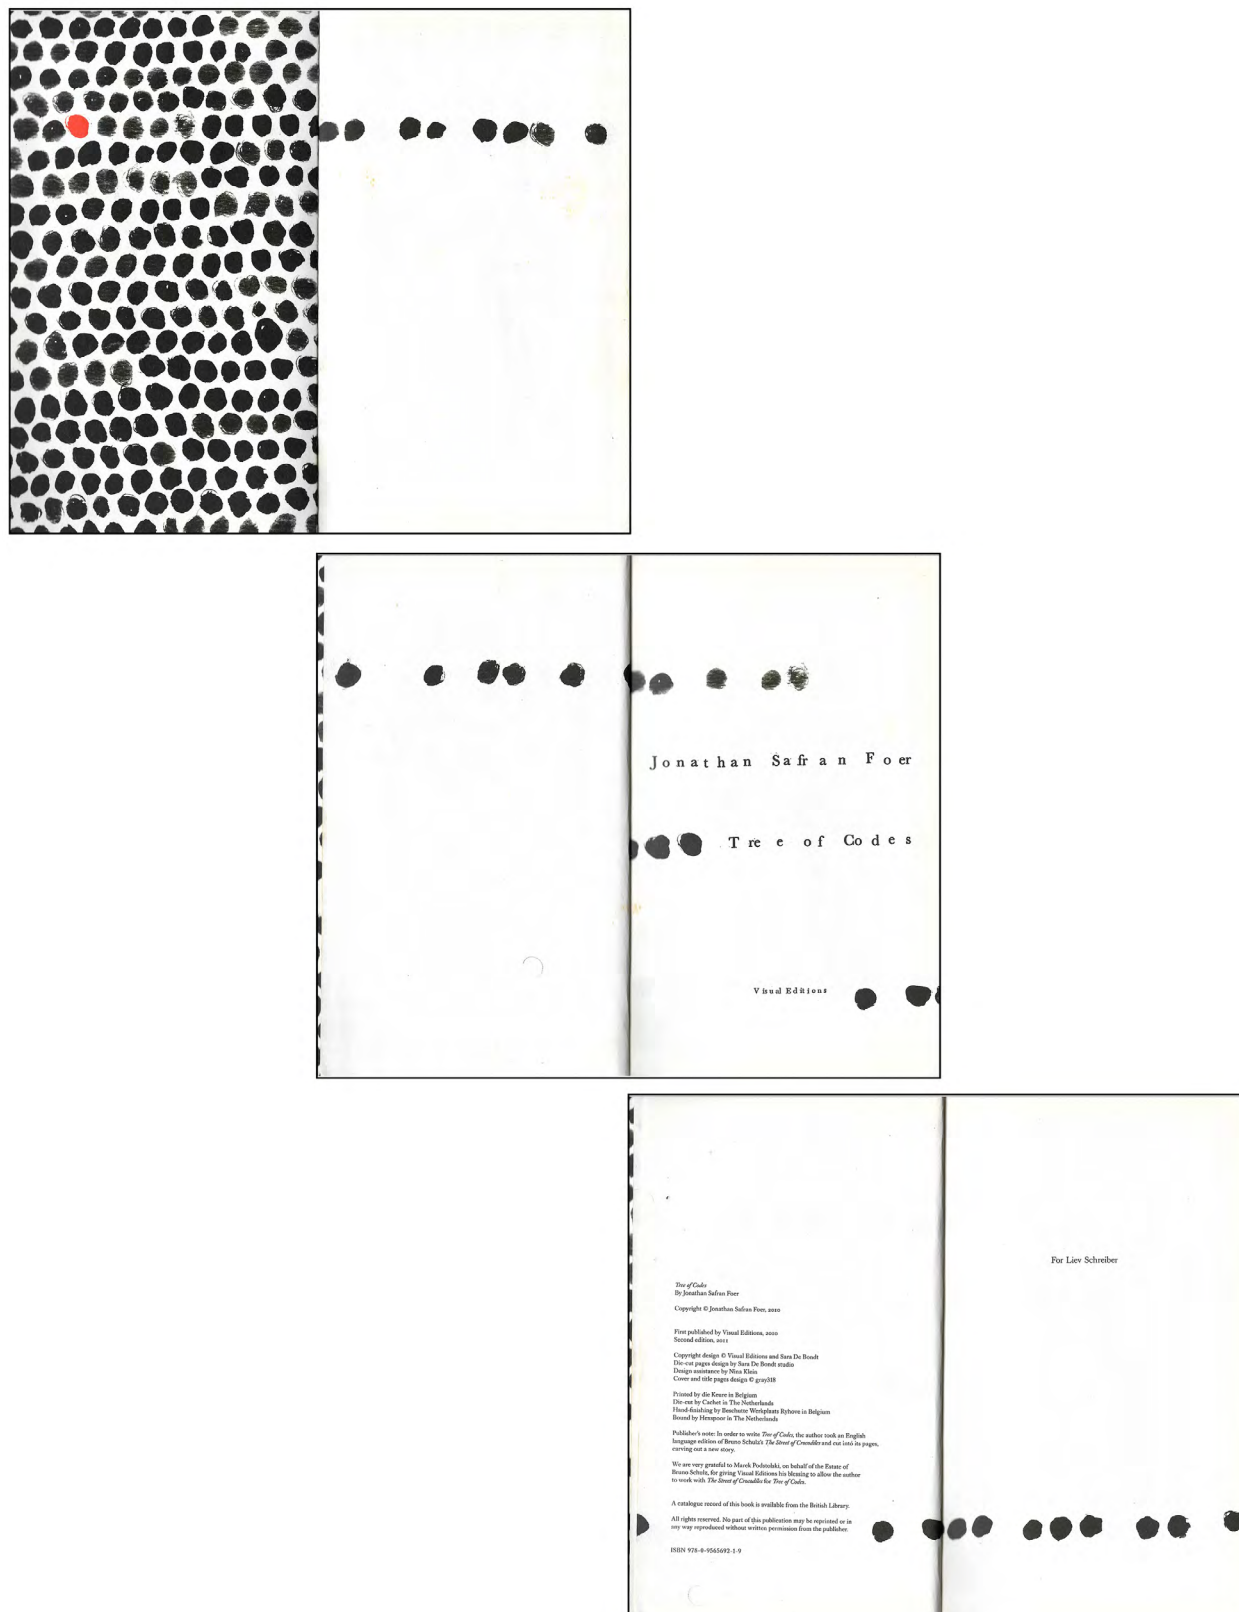 Jonathan Safran Foer
Tree of Codes
Visual Editions
Tree of Codes
By Jonathan Safran Foer
Copyright © Jonathan Safran Foer, 2010
First published by Visual Editions, 2010
Second edition, 2011
Copyright design © Visual Editions and Sara De Bondt
Die-cut pages design by Sara De Bondt studio
Design assistance by Nina Klein
Cover and title pages design © gray318
Printed by die Keure in Belgium
Die-cut by Cachet in The Netherlands
Hand-finishing by Beschutte Werkplaats Ryhove in Belgium
Bound by Hexspoor in The Netherlands
Publisher's note: In order to write Tree of Codes, the author took an English
language edition of Bruno Schulz's The Street of Crocodiles and cut into its pages,
carving out a new story.
We are very grateful to Marek Podstolski, on behalf of the Estate of
Bruno Schulz, for giving Visual Editions his blessing to allow the author
to work with The Street of Crocodiles for Tree of Codes.
A catalogue record of this book is available from the British Library.
All rights reserved. No part of this publication may be reprinted or in
any way reproduced without written permission from the publisher.
ISBN 978-0-9565692-1-9
For Liev Schreiber